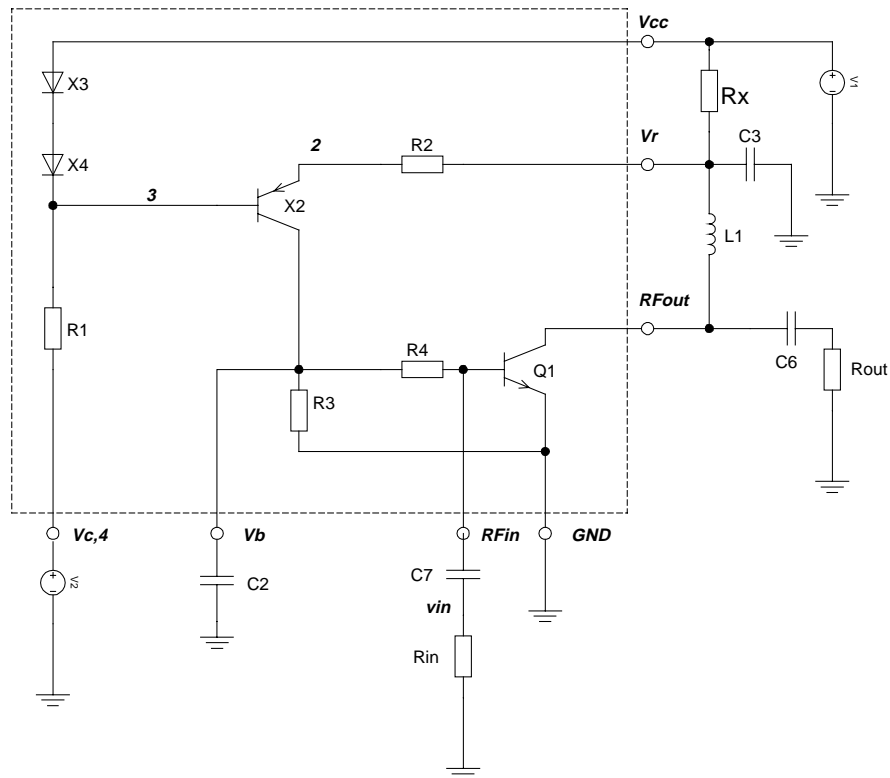 Vcc
X3
V1
Rx
2
R2
Vr
C3
X4
3
X2
L1
RFout
R1
R4
C6
Rout
Q1
R3
Vc,4
Vb
RFin
GND
V2
C2
C7
vin
Rin